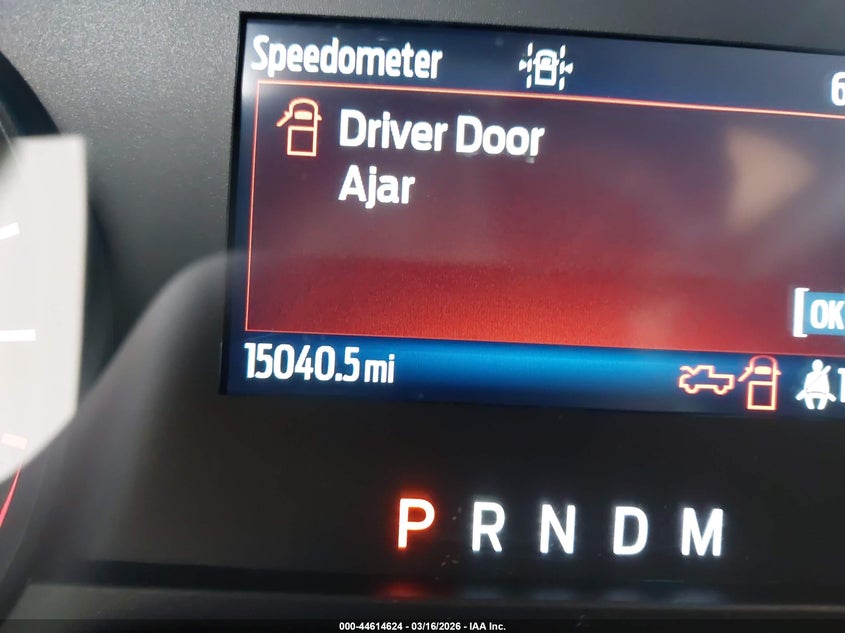 Speedometer
Driver Door
Ajar
OK
15040.5 mi
P R N D M
000-44614624 - 03/16/2026 - IAA Inc.